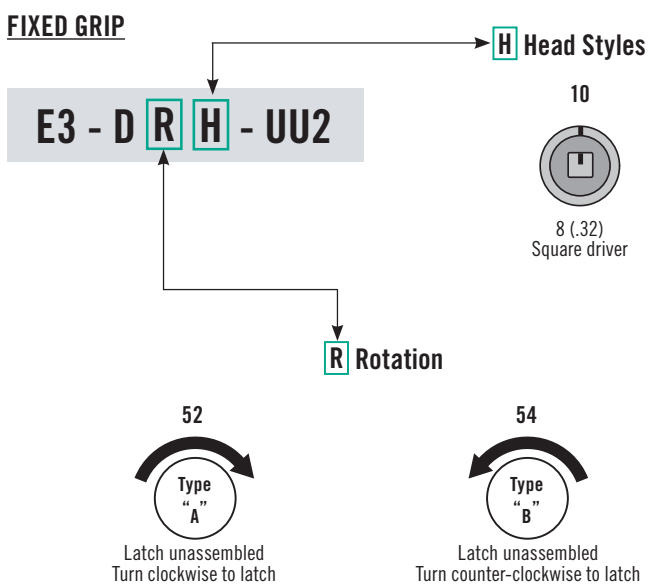 FIXED GRIP
H Head Styles
E3 - D R H - UU2
10
8 (.32)
Square driver
R Rotation
52
Type
“A”
Latch unassembled
Turn clockwise to latch
54
Type
“B”
Latch unassembled
Turn counter-clockwise to latch